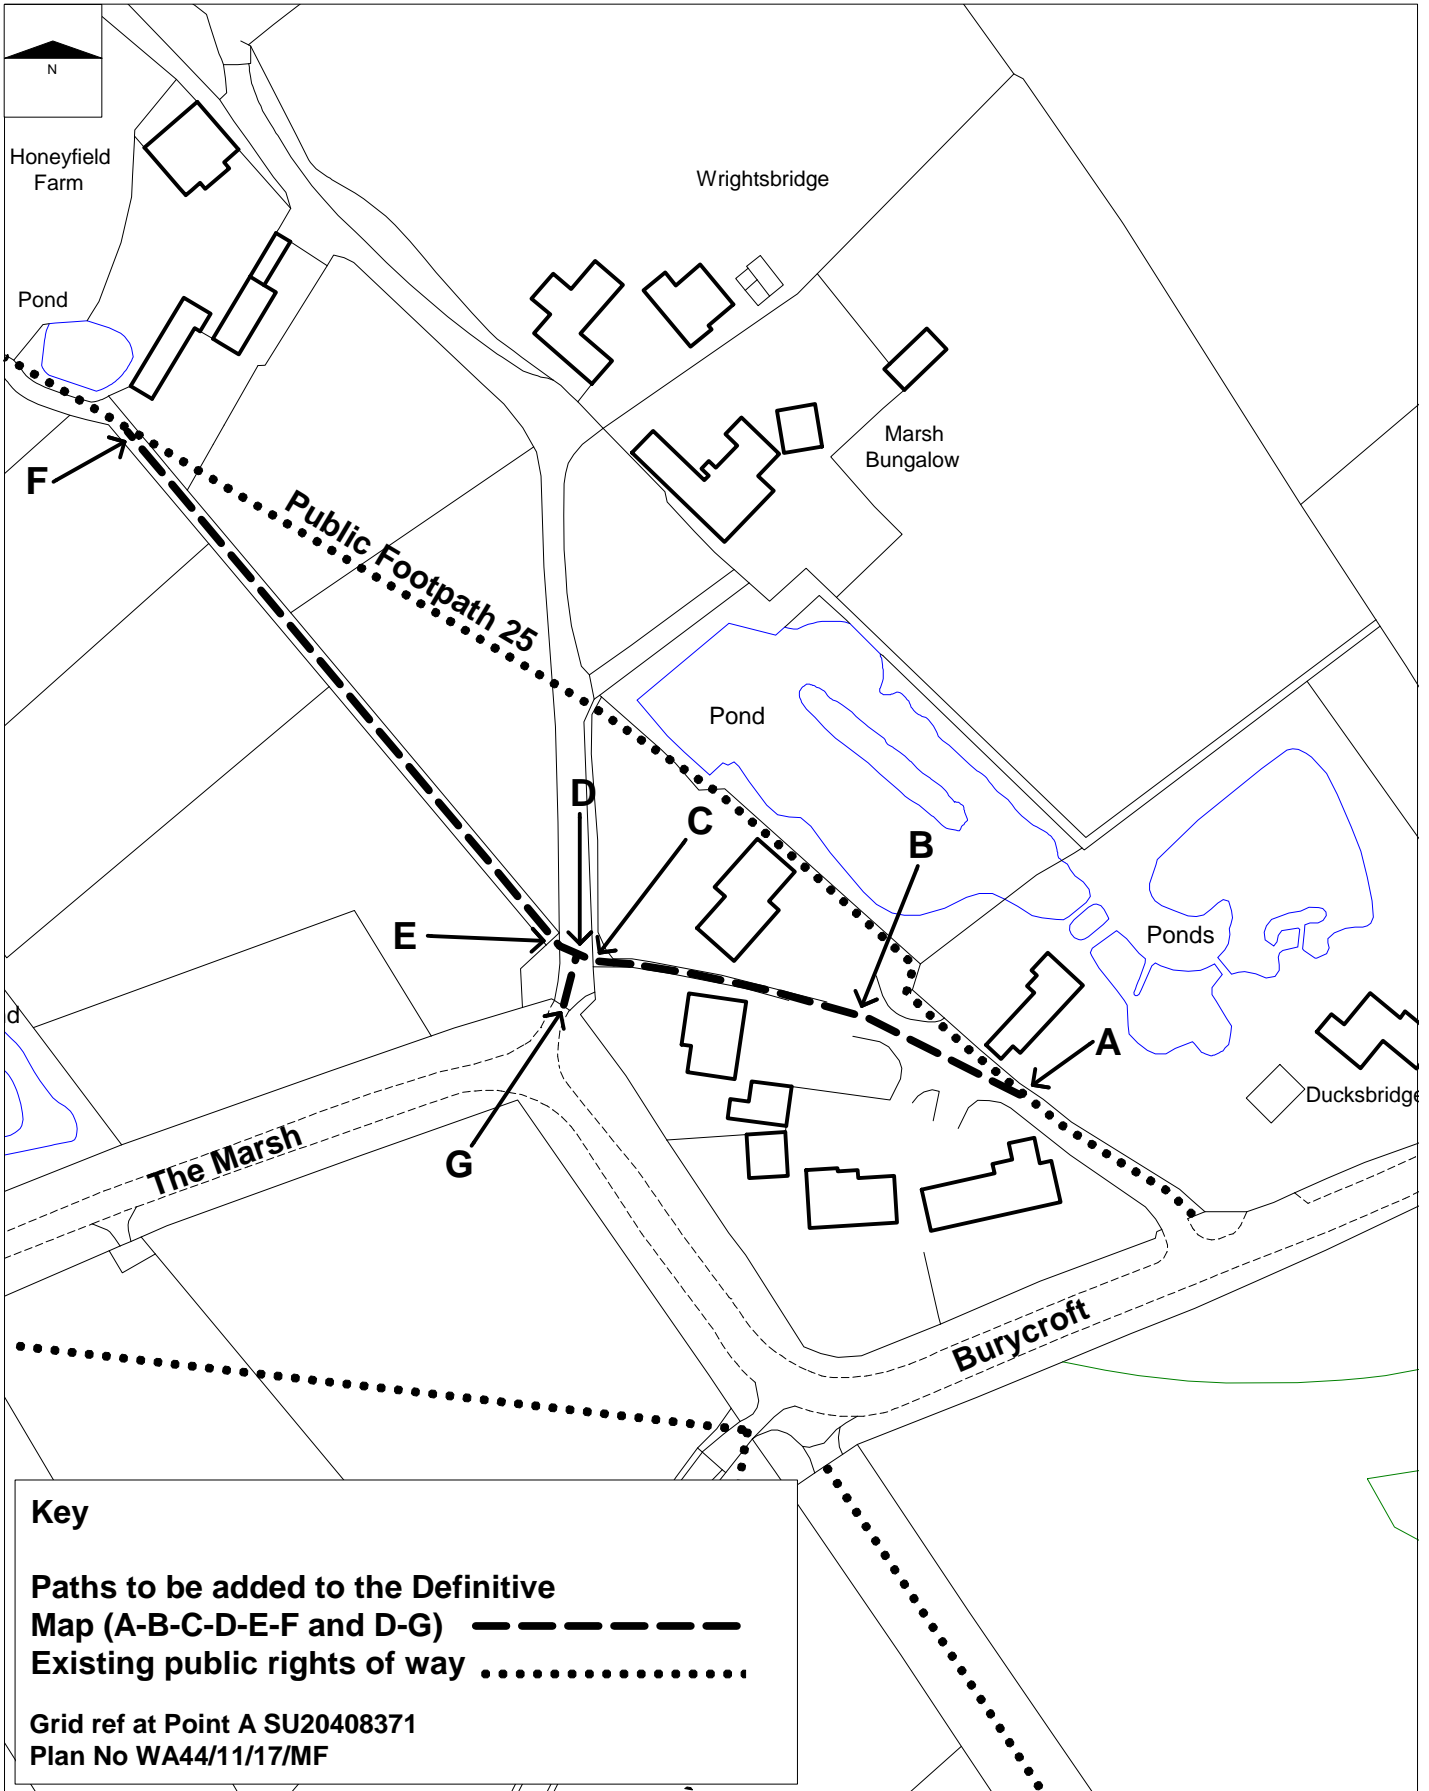 N
Honeyfield
Farm
Wrightsbridge
Pond
Marsh
Bungalow
F
Public Footpath 25
Pond
D
C
B
E
Ponds
d
A
Ducksbridge
The Marsh
G
Burycroft
Key
Paths to be added to the Definitive
Map (A-B-C-D-E-F and D-G)
Existing public rights of way
Grid ref at Point A SU20408371
Plan No WA44/11/17/MF